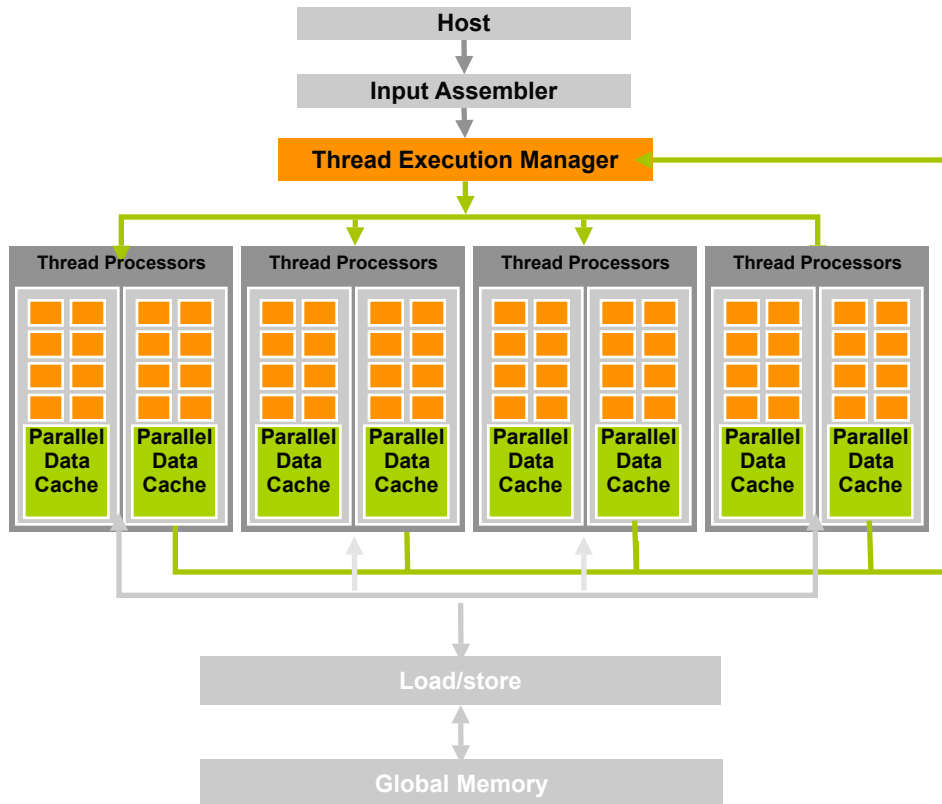 Host
Input Assembler
Thread Execution Manager
Thread Processors
Parallel
Data
Cache
Parallel
Data
Cache
Thread Processors
Parallel
Data
Cache
Parallel
Data
Cache
Thread Processors
Parallel
Data
Cache
Parallel
Data
Cache
Thread Processors
Parallel
Data
Cache
Parallel
Data
Cache
Load/store
Global Memory